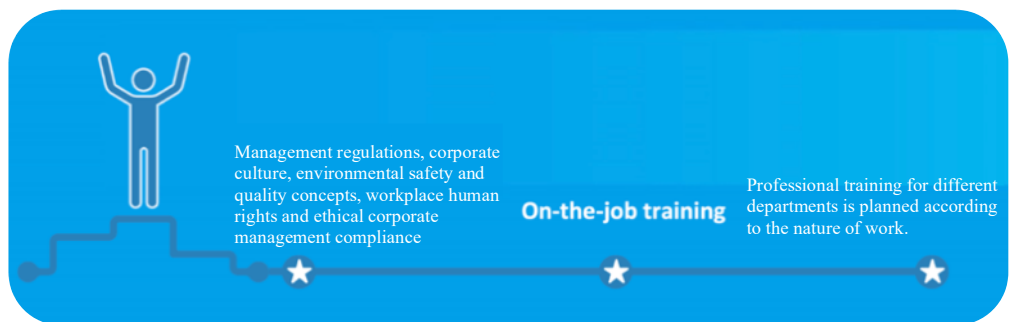 Management regulations, corporate
culture, environmental safety and
quality concepts, workplace human
rights and ethical corporate
management compliance
On-the-job training
Professional training for different
departments is planned according
to the nature of work.